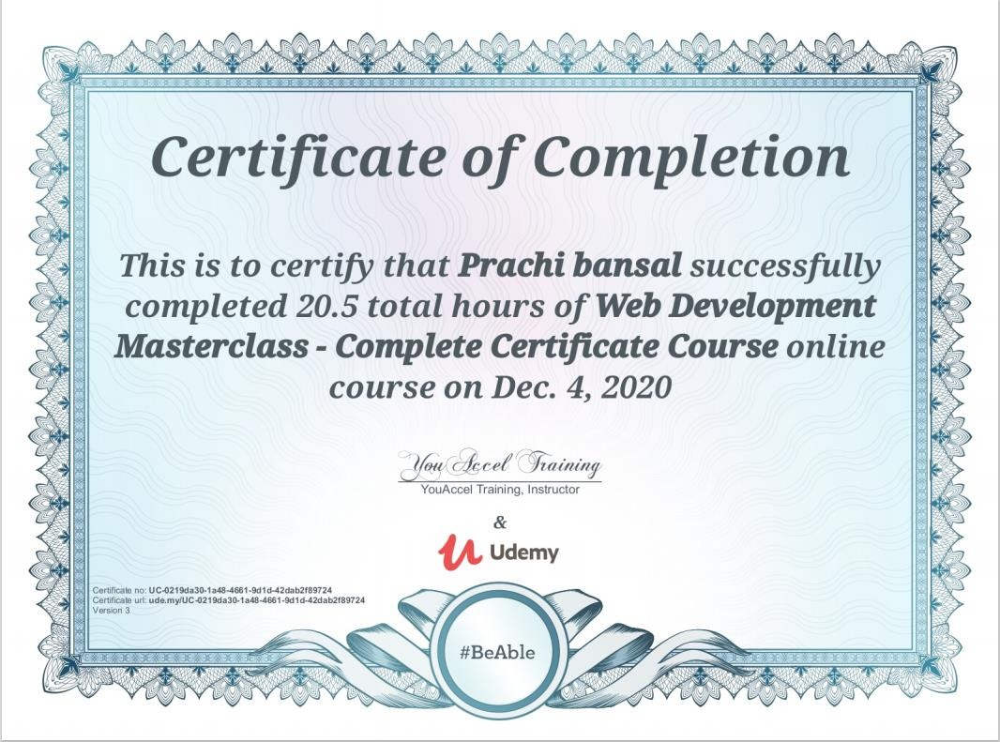 Certificate of Completion
This is to certify that Prachi bansal successfully
completed 20.5 total hours of Web Development
Masterclass - Complete Certificate Course online
course on Dec. 4, 2020
YouAccel Training
YouAccel Training, Instructor
&
Udemy
Certificate no: UC-0219da30-1a48-4661-9d1d-42dab2f89724
Certificate url: ude.my/UC-0219da30-1a48-4661-9d1d-42dab2f89724
Version 3
#BeAble